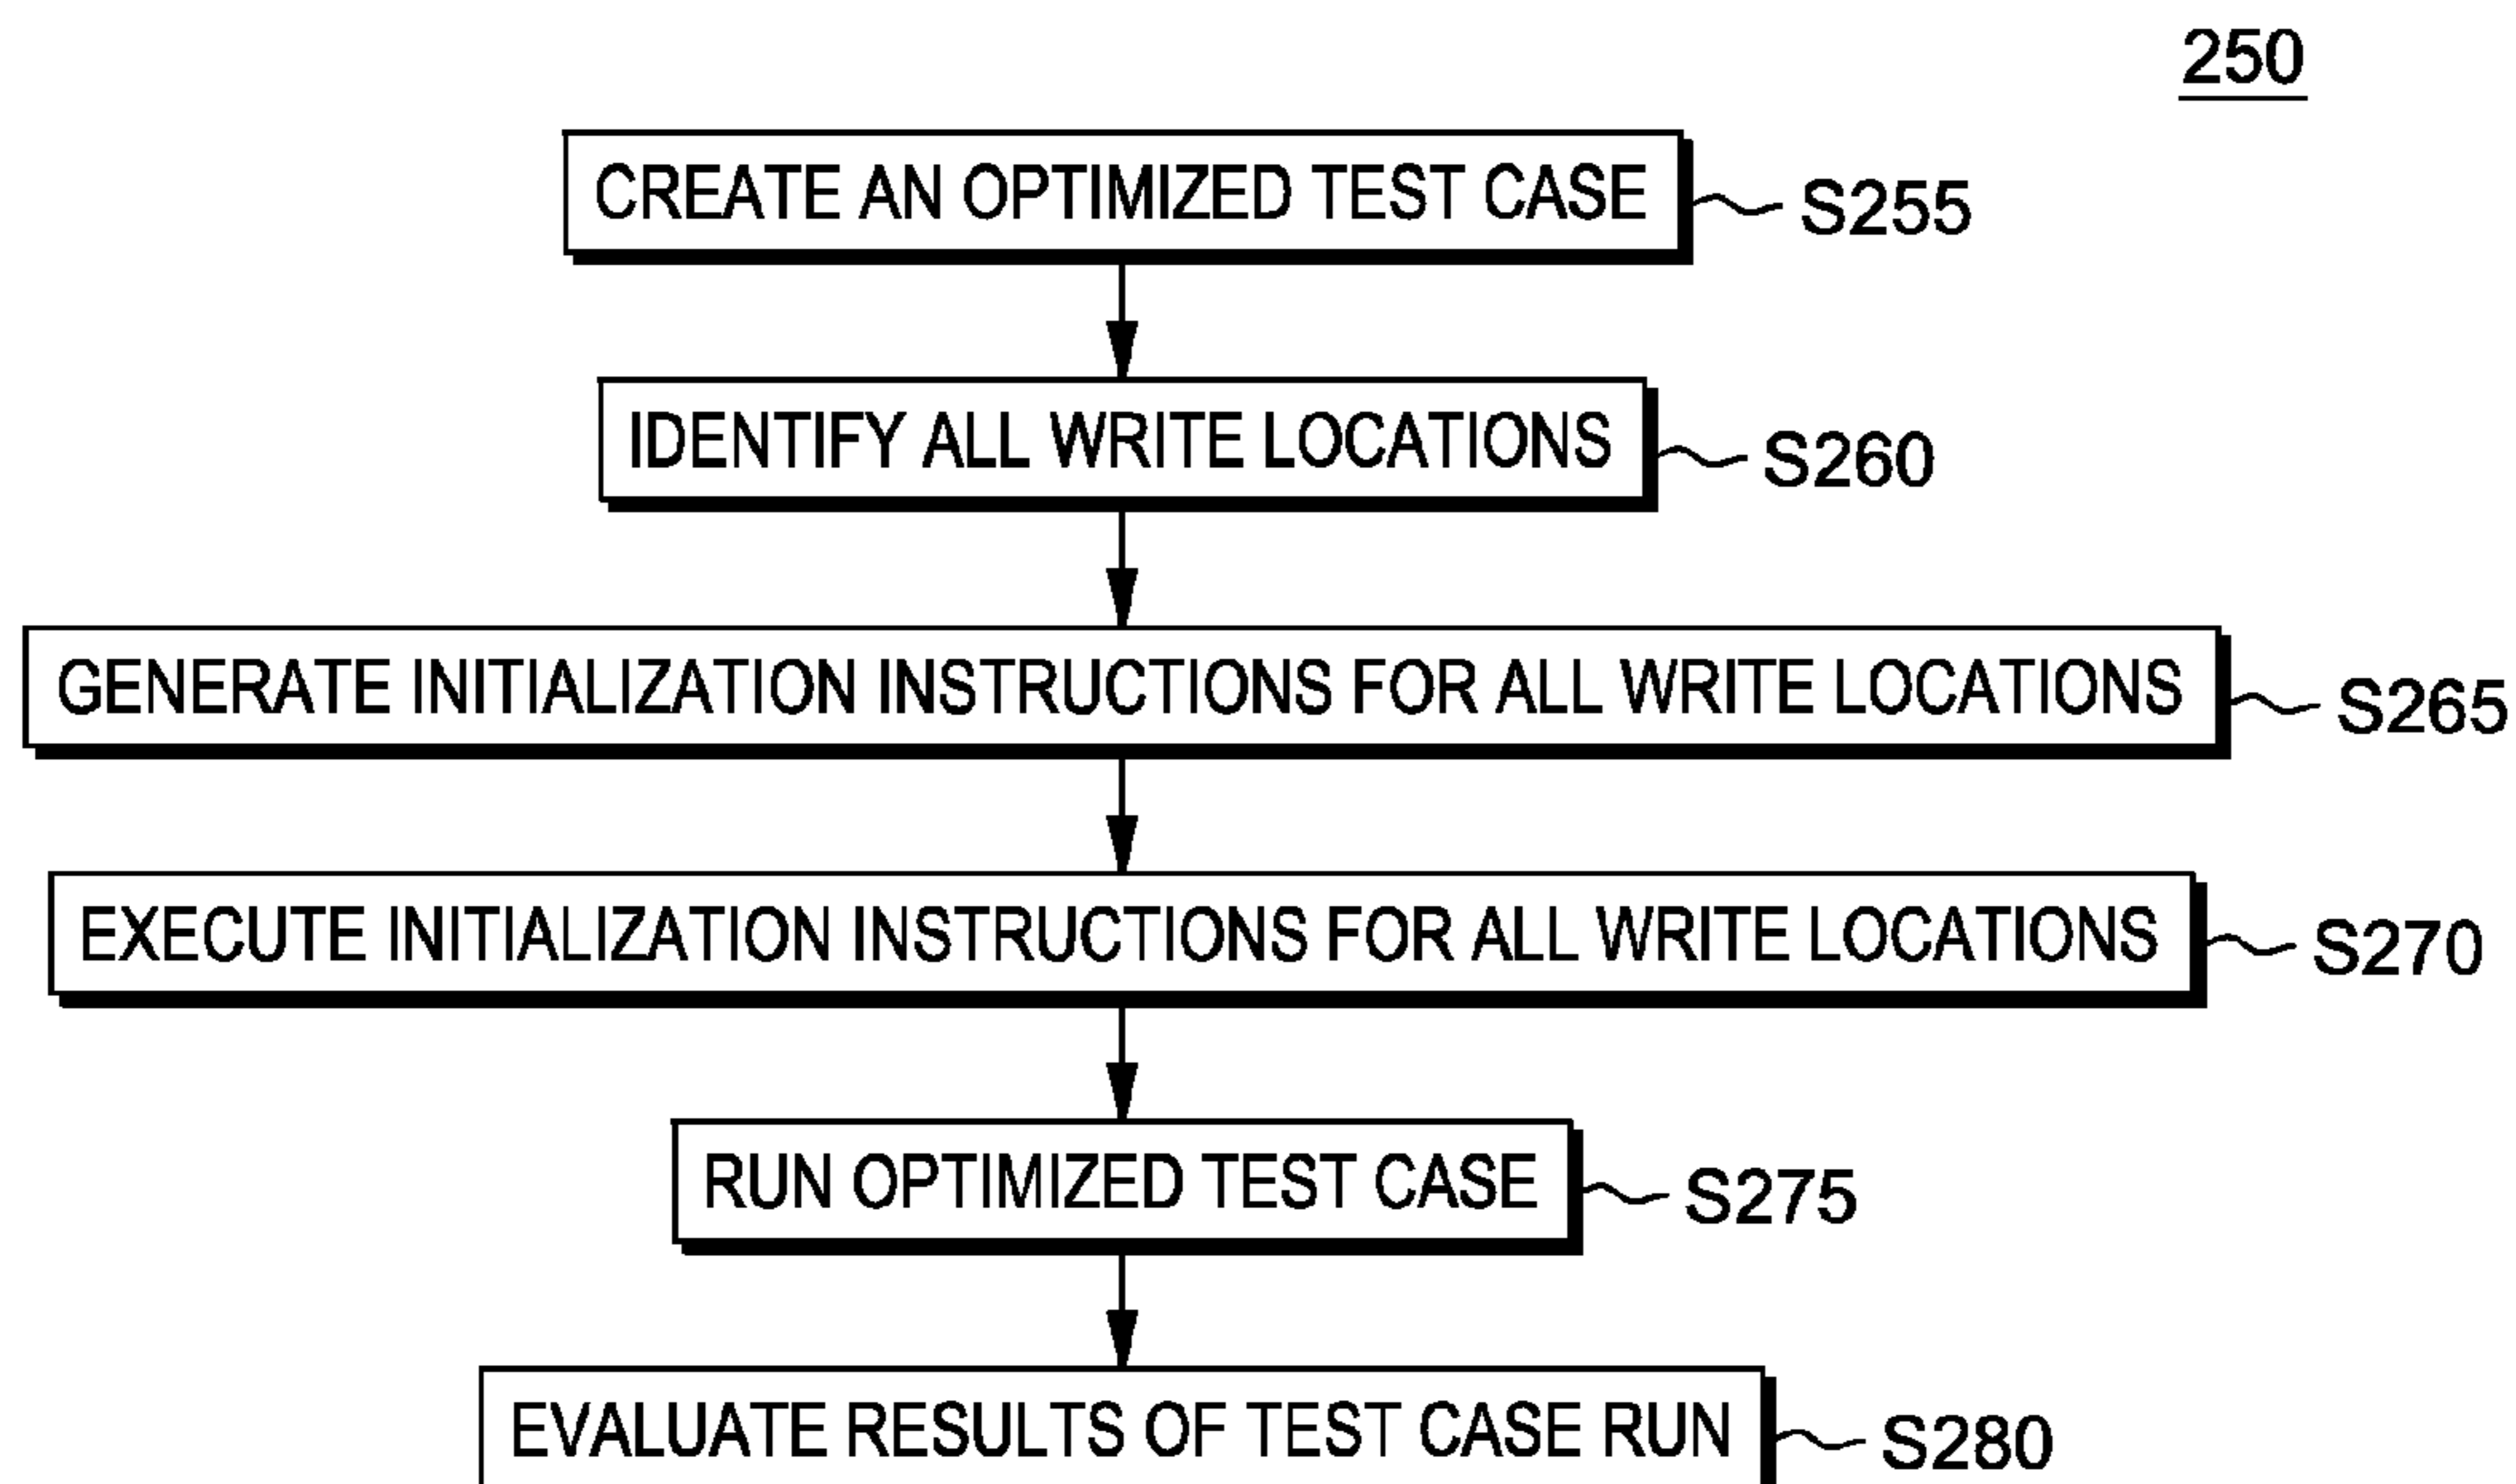 250
CREATE AN OPTIMIZED TEST CASE
S255
IDENTIFY ALL WRITE LOCATIONS
S260
GENERATE INITIALIZATION INSTRUCTIONS FOR ALL WRITE LOCATIONS
S265
EXECUTE INITIALIZATION INSTRUCTIONS FOR ALL WRITE LOCATIONS
S270
RUN OPTIMIZED TEST CASE
S275
EVALUATE RESULTS OF TEST CASE RUN
S280